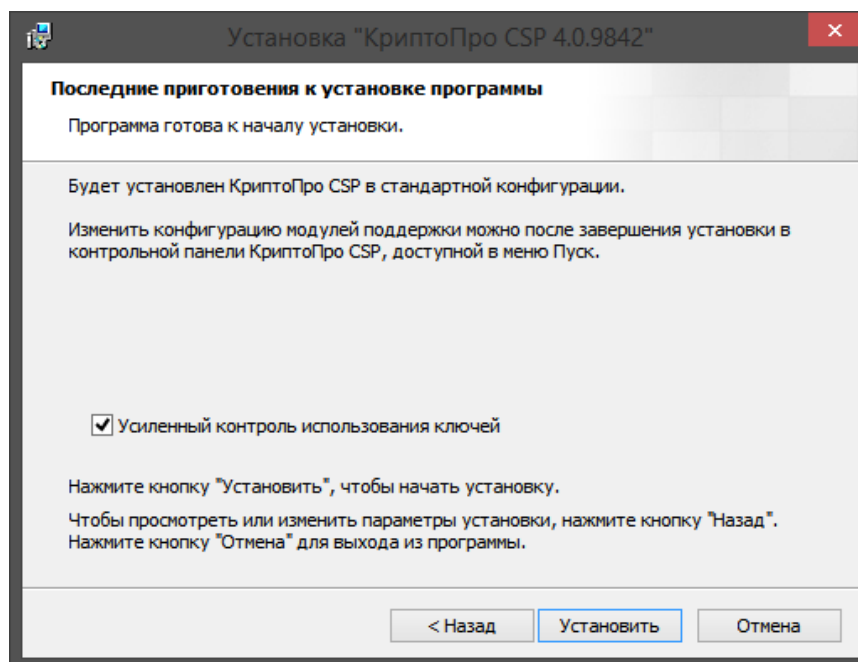 Установка "КриптоПро CSP 4.0.9842"
Последние приготовения к установке программы
Программа готова к началу установки.
Будет установлен КриптоПро CSP в стандартной конфигурации.
Изменить конфигурацию модулей поддержки можно после завершения установки в
контрольной панели КриптоПро CSP, доступной в меню Пуск.
Усиленный контроль использования ключей
Нажмите кнопку "Установить", чтобы начать установку.
Чтобы просмотреть или изменить параметры установки, нажмите кнопку "Назад".
Нажмите кнопку "Отмена" для выхода из программы.
< Назад
Установить
Отмена